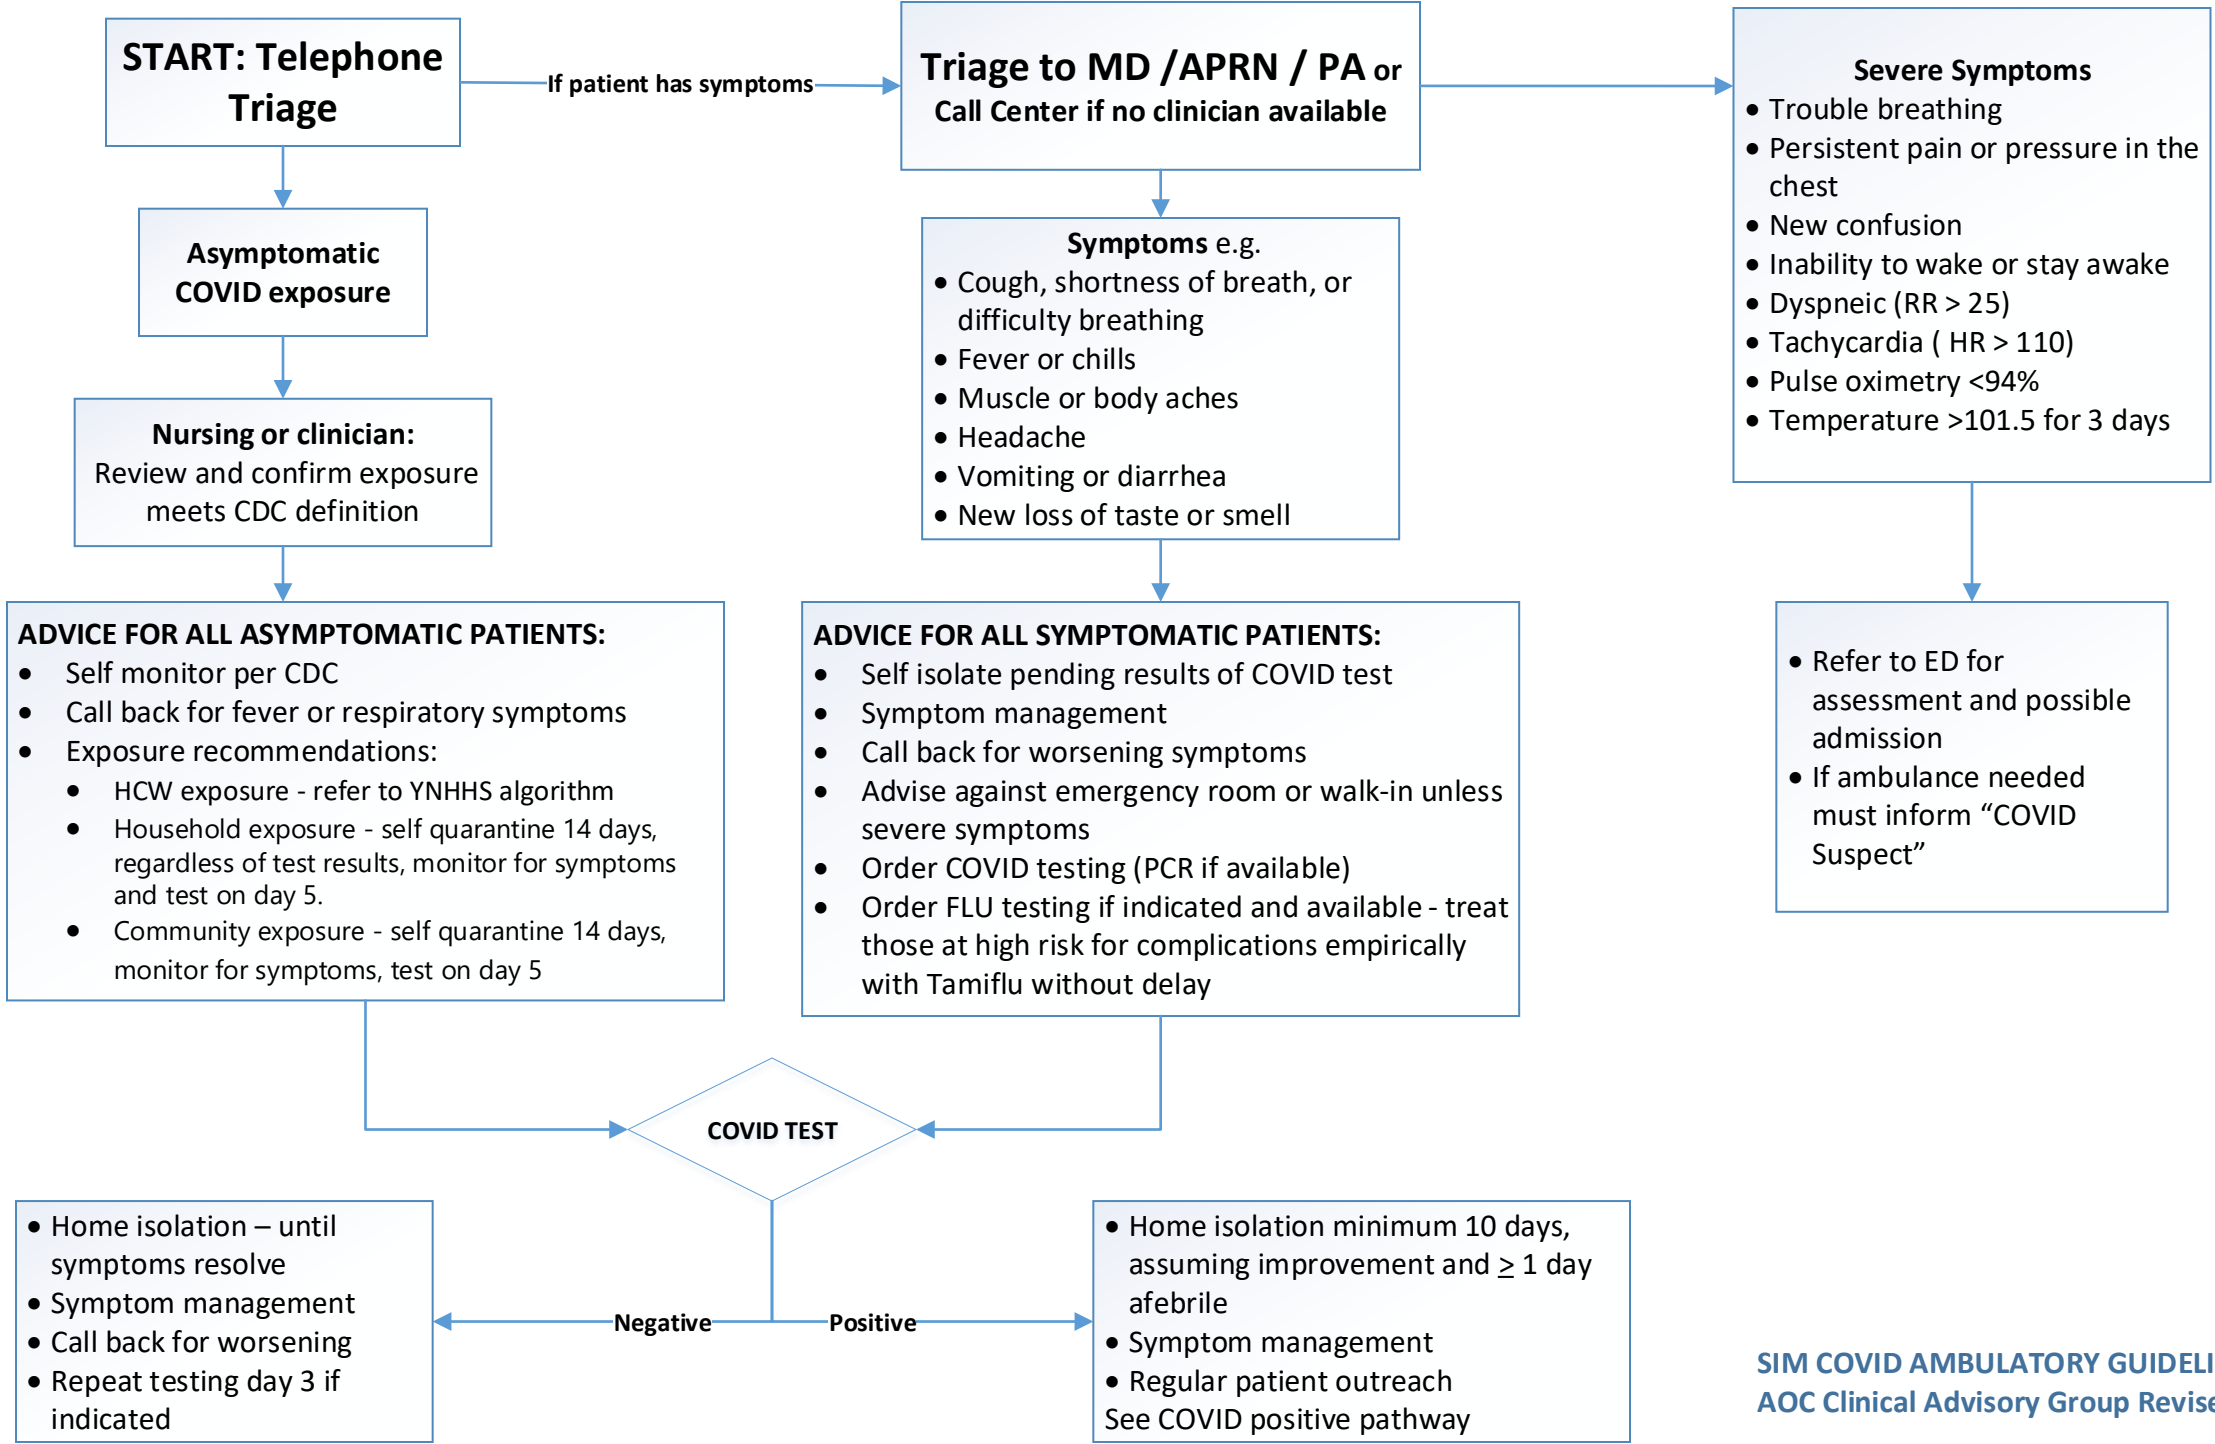 START: Telephone
Triage
If patient has symptoms
Triage to MD /APRN / PA or
Call Center if no clinician available
Severe Symptoms
• Trouble breathing
• Persistent pain or pressure in the
chest
• New confusion
• Inability to wake or stay awake
• Dyspneic (RR > 25)
• Tachycardia ( HR > 110)
• Pulse oximetry <94%
• Temperature >101.5 for 3 days
Asymptomatic
COVID exposure
Symptoms e.g.
• Cough, shortness of breath, or
difficulty breathing
• Fever or chills
• Muscle or body aches
• Headache
• Vomiting or diarrhea
• New loss of taste or smell
Nursing or clinician:
Review and confirm exposure
meets CDC definition
ADVICE FOR ALL ASYMPTOMATIC PATIENTS:
• Self monitor per CDC
• Call back for fever or respiratory symptoms
• Exposure recommendations:
• HCW exposure - refer to YNHHS algorithm
• Household exposure - self quarantine 14 days,
regardless of test results, monitor for symptoms
and test on day 5.
• Community exposure - self quarantine 14 days,
monitor for symptoms, test on day 5
ADVICE FOR ALL SYMPTOMATIC PATIENTS:
• Self isolate pending results of COVID test
• Symptom management
• Call back for worsening symptoms
• Advise against emergency room or walk-in unless
severe symptoms
• Order COVID testing (PCR if available)
• Order FLU testing if indicated and available - treat
those at high risk for complications empirically
with Tamiflu without delay
• Refer to ED for
assessment and possible
admission
• If ambulance needed
must inform “COVID
Suspect”
COVID TEST
Negative
Positive
• Home isolation – until
symptoms resolve
• Symptom management
• Call back for worsening
• Repeat testing day 3 if
indicated
• Home isolation minimum 10 days,
assuming improvement and ≥ 1 day
afebrile
• Symptom management
• Regular patient outreach
See COVID positive pathway
SIM COVID AMBULATORY
AOC Clinical Advisory Group